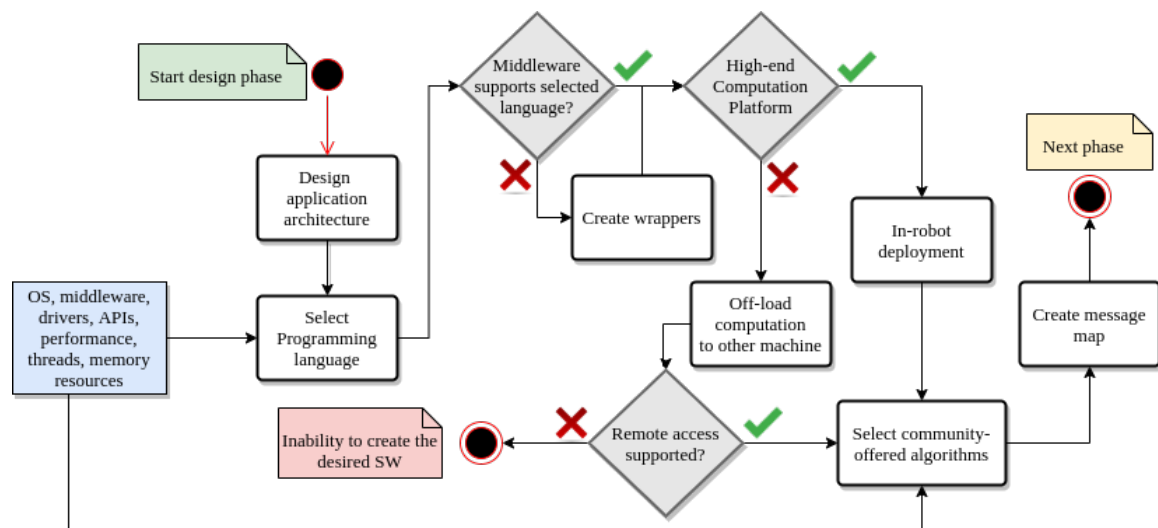 Start design phase
Middleware
supports selected
language?
High-end
Computation
Platform
Next phase
Design
application
architecture
Create wrappers
In-robot
deployment
OS, middleware,
drivers, APIs,
performance,
threads, memory
resources
Select
Programming
language
Off-load
computation
to other machine
Create message
map
Inability to create the
desired SW
Remote access
supported?
Select community-
offered algorithms